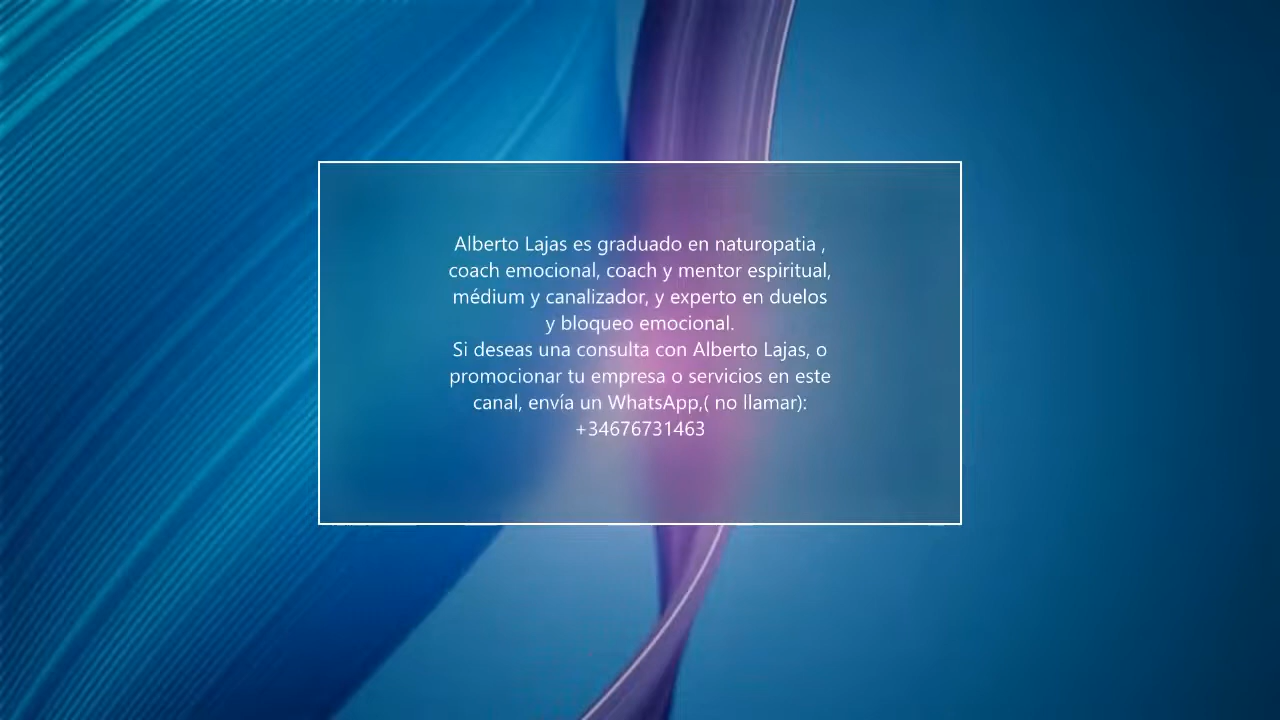 Alberto Lajas es graduado en naturopatia ,
coach emocional, coach y mentor espiritual,
médium y canalizador, y experto en duelos
y bloqueo emocional.
Si deseas una consulta con Alberto Lajas, o
promocionar tu empresa o servicios en este
canal, envía un WhatsApp,( no llamar):
+34676731463